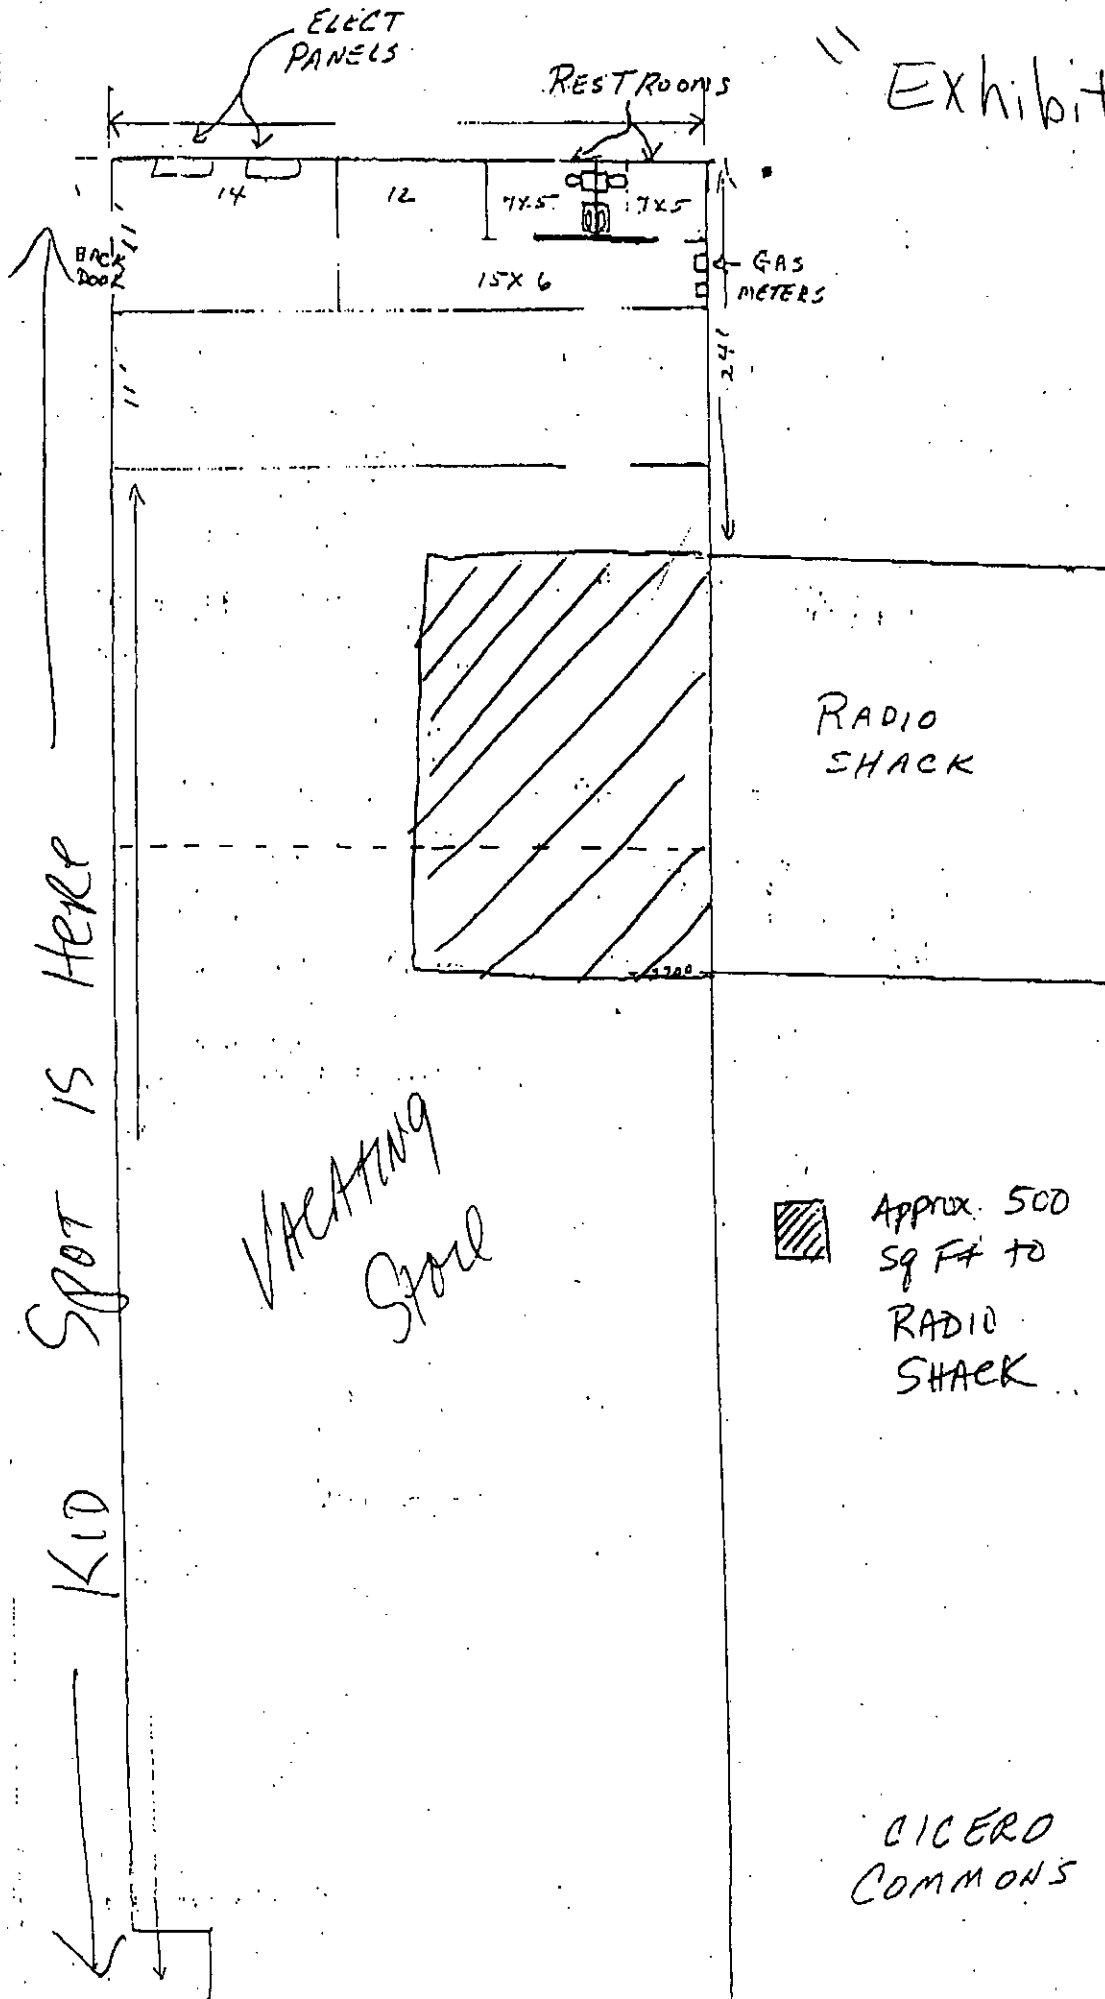 ELECT
PANELS
RESTROOMS
" Exhibit
14
12
7X5
7X5
11'
BACK
DOOR
15X6
GAS
METERS
11'
24'
RADIO
SHACK
KID SPOT IS HERE
VACATING
Store
Approx. 500
Sq Ft to
RADIO
SHACK
CICERO
COMMONS